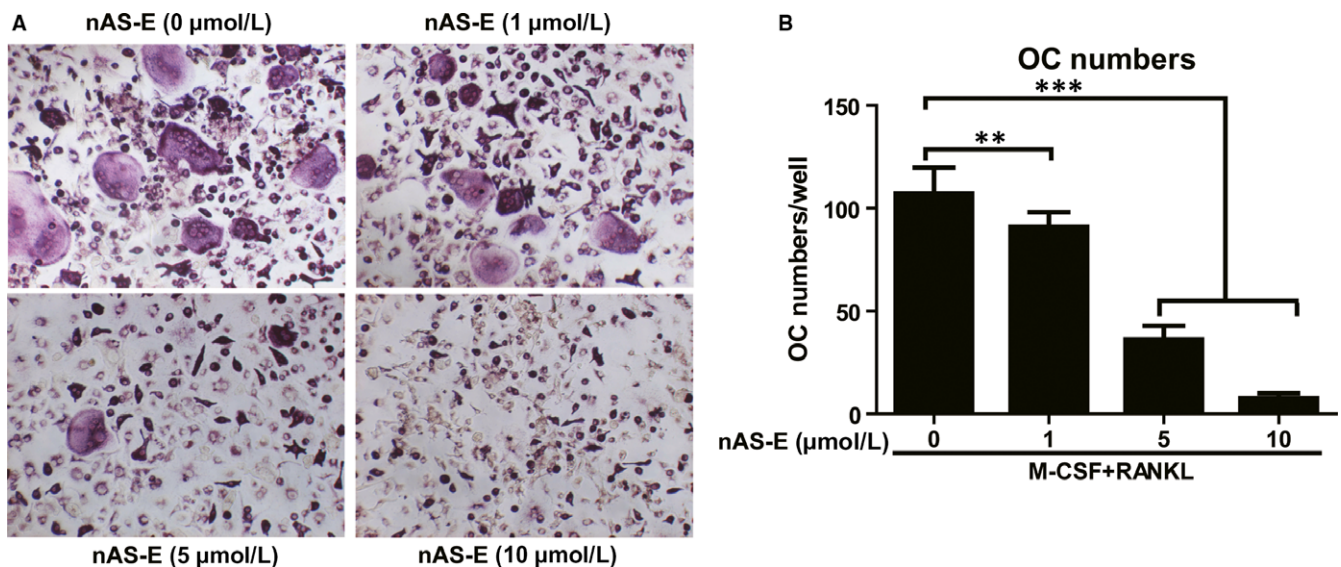 A
nAS-E (0 µmol/L)
nAS-E (1 µmol/L)
nAS-E (5 µmol/L)
nAS-E (10 µmol/L)
B
OC numbers
***
**
OC numbers/well
150
100
50
0
nAS-E (µmol/L)
0 1 5 10
M-CSF+RANKL